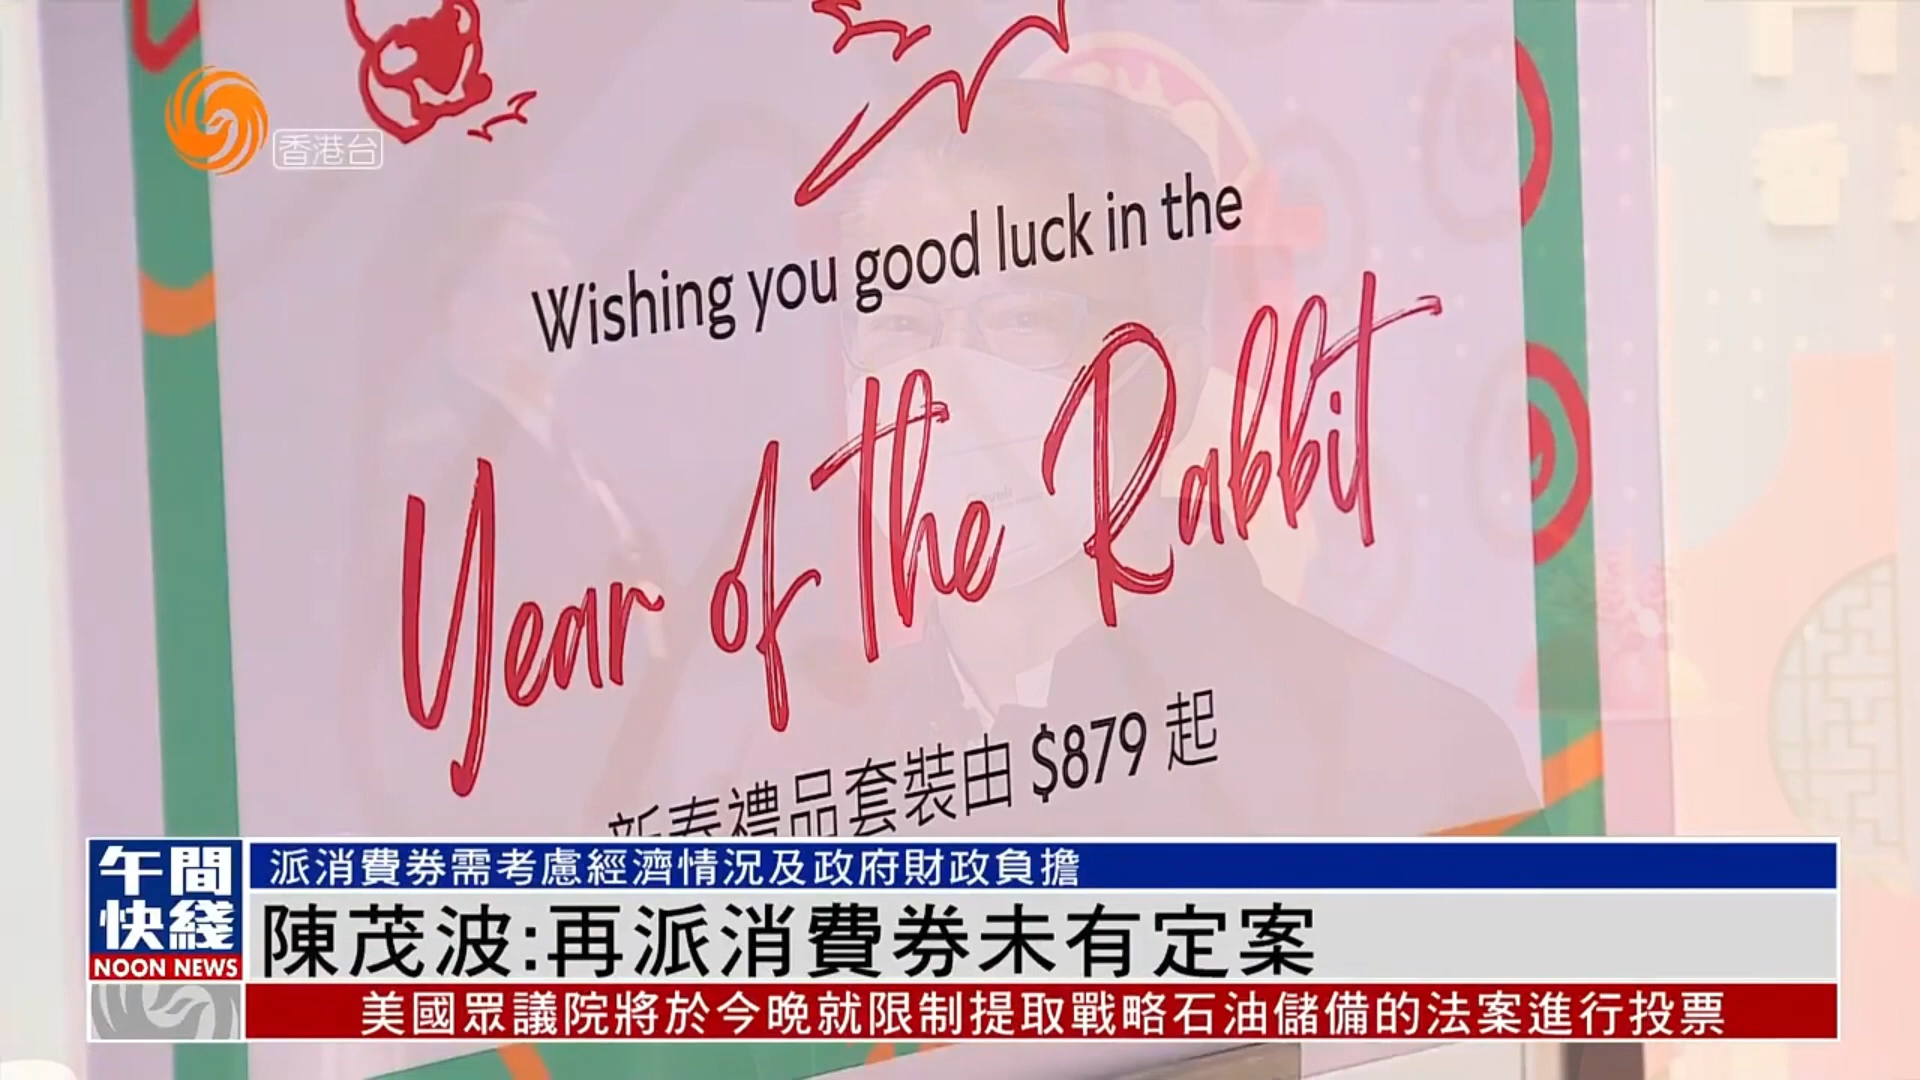 香港台
Wishing you good luck in the
Year of the Rabbit
新春禮品套裝由 $879 起
午間
快綫
NOON NEWS
派消費券需考慮經濟情況及政府財政負擔
陳茂波:再派消費券未有定案
美國眾議院將於今晚就限制提取戰略石油儲備的法案進行投票